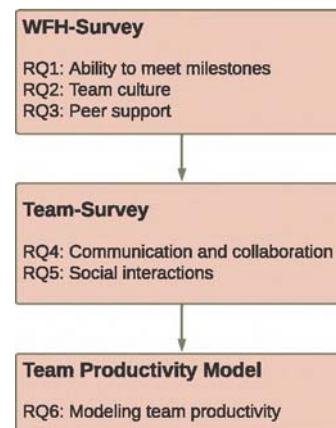 WFH-Survey
RQ1: Ability to meet milestones
RQ2: Team culture
RQ3: Peer support
Team-Survey
RQ4: Communication and collaboration
RQ5: Social interactions
Team Productivity Model
RQ6: Modeling team productivity